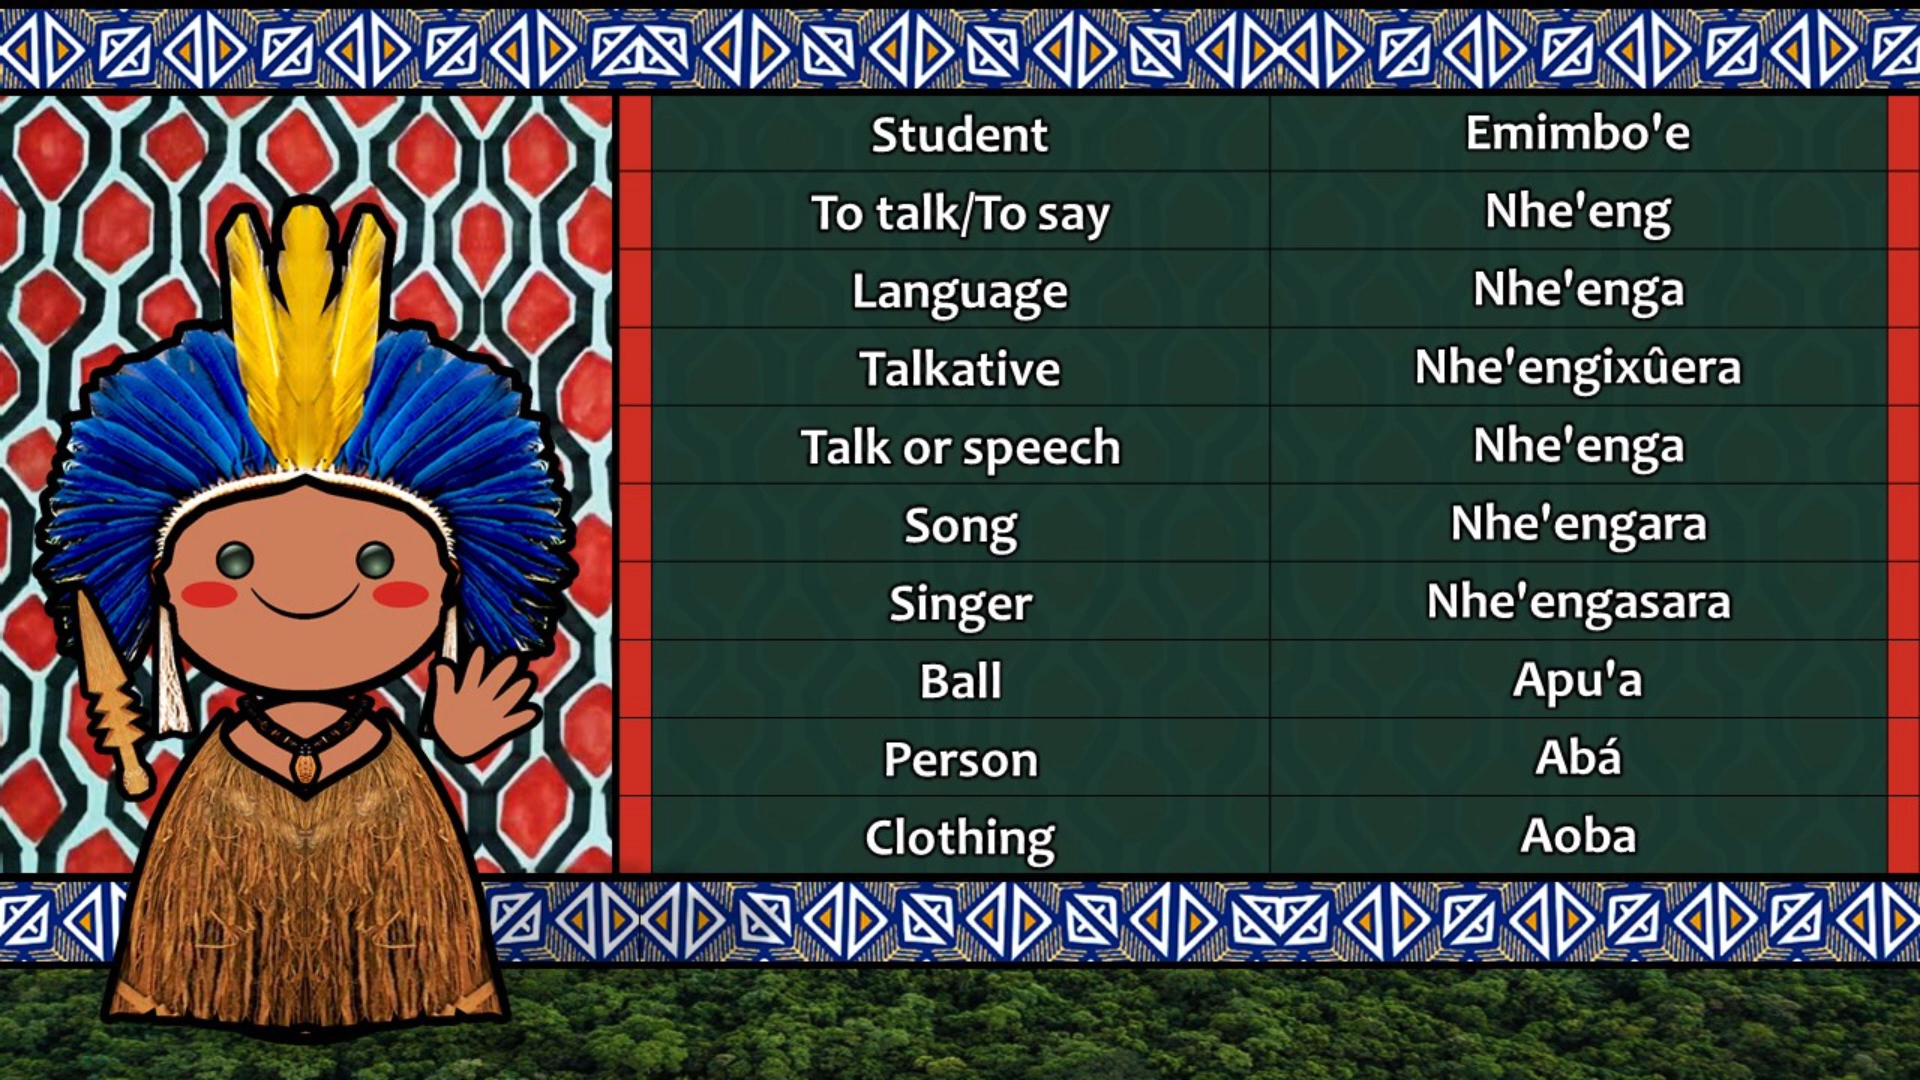 Student Emimbo'e
To talk/To say Nhe'eng
Language Nhe'enga
Talkative Nhe'engixûera
Talk or speech Nhe'enga
Song Nhe'engara
Singer Nhe'engasara
Ball Apu'a
Person Abá
Clothing Aoba